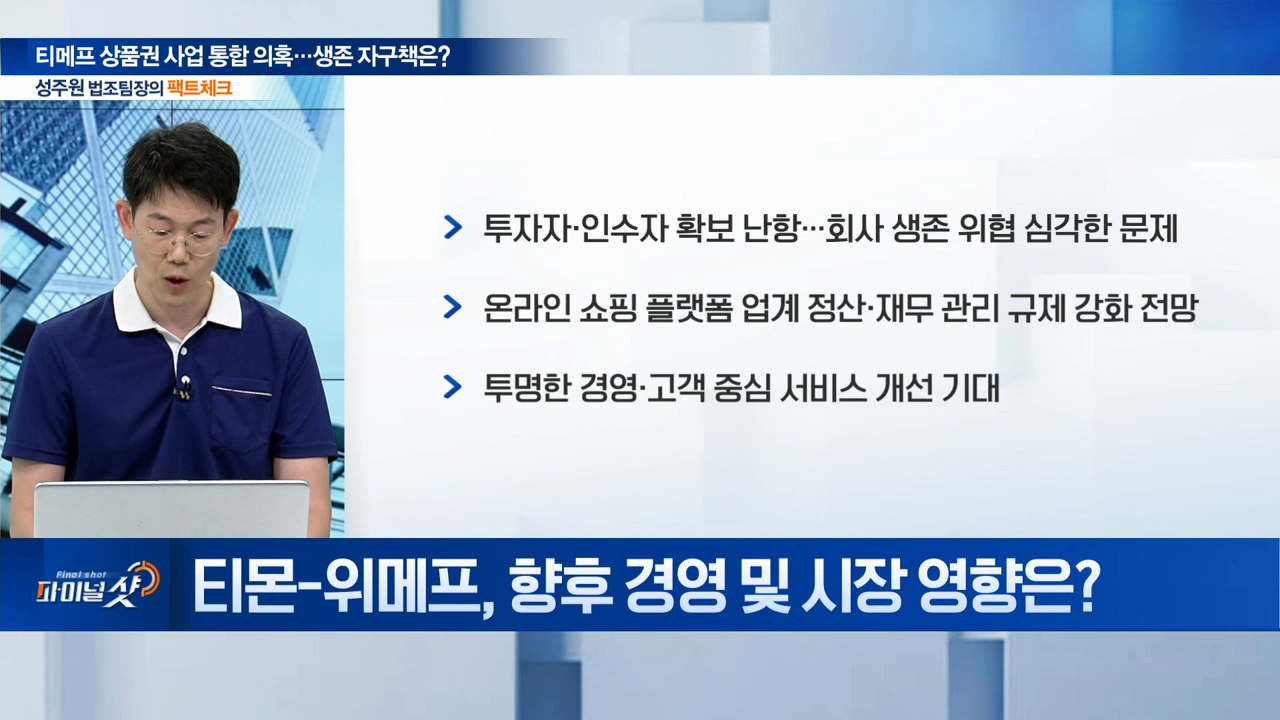 티메프 상품권 사업 통합 의혹…생존 자구책은?
성주원 법조팀장의 팩트체크
> 투자자·인수자 확보 난항…회사 생존 위협 심각한 문제
> 온라인 쇼핑 플랫폼 업계 정산·재무 관리 규제 강화 전망
> 투명한 경영·고객 중심 서비스 개선 기대
Final shot
파이널 샷
티몬-위메프, 향후 경영 및 시장 영향은?